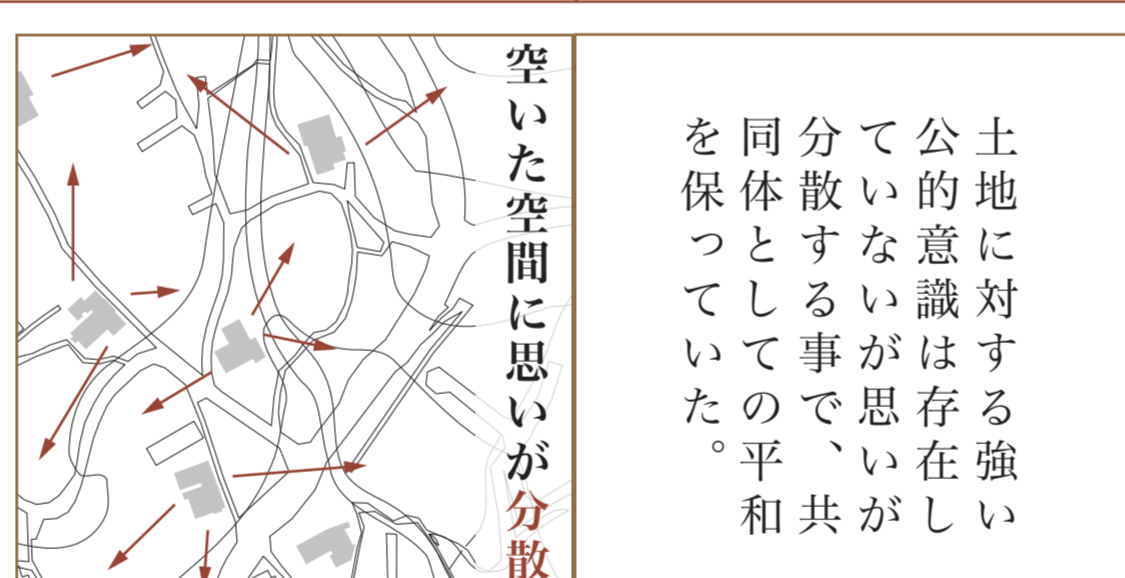 空いた空間に思いが分散
土地に対する強い
公的意識は存在し
ていないが思いが
分散する事で、共
同体としての平和
を保っていた。